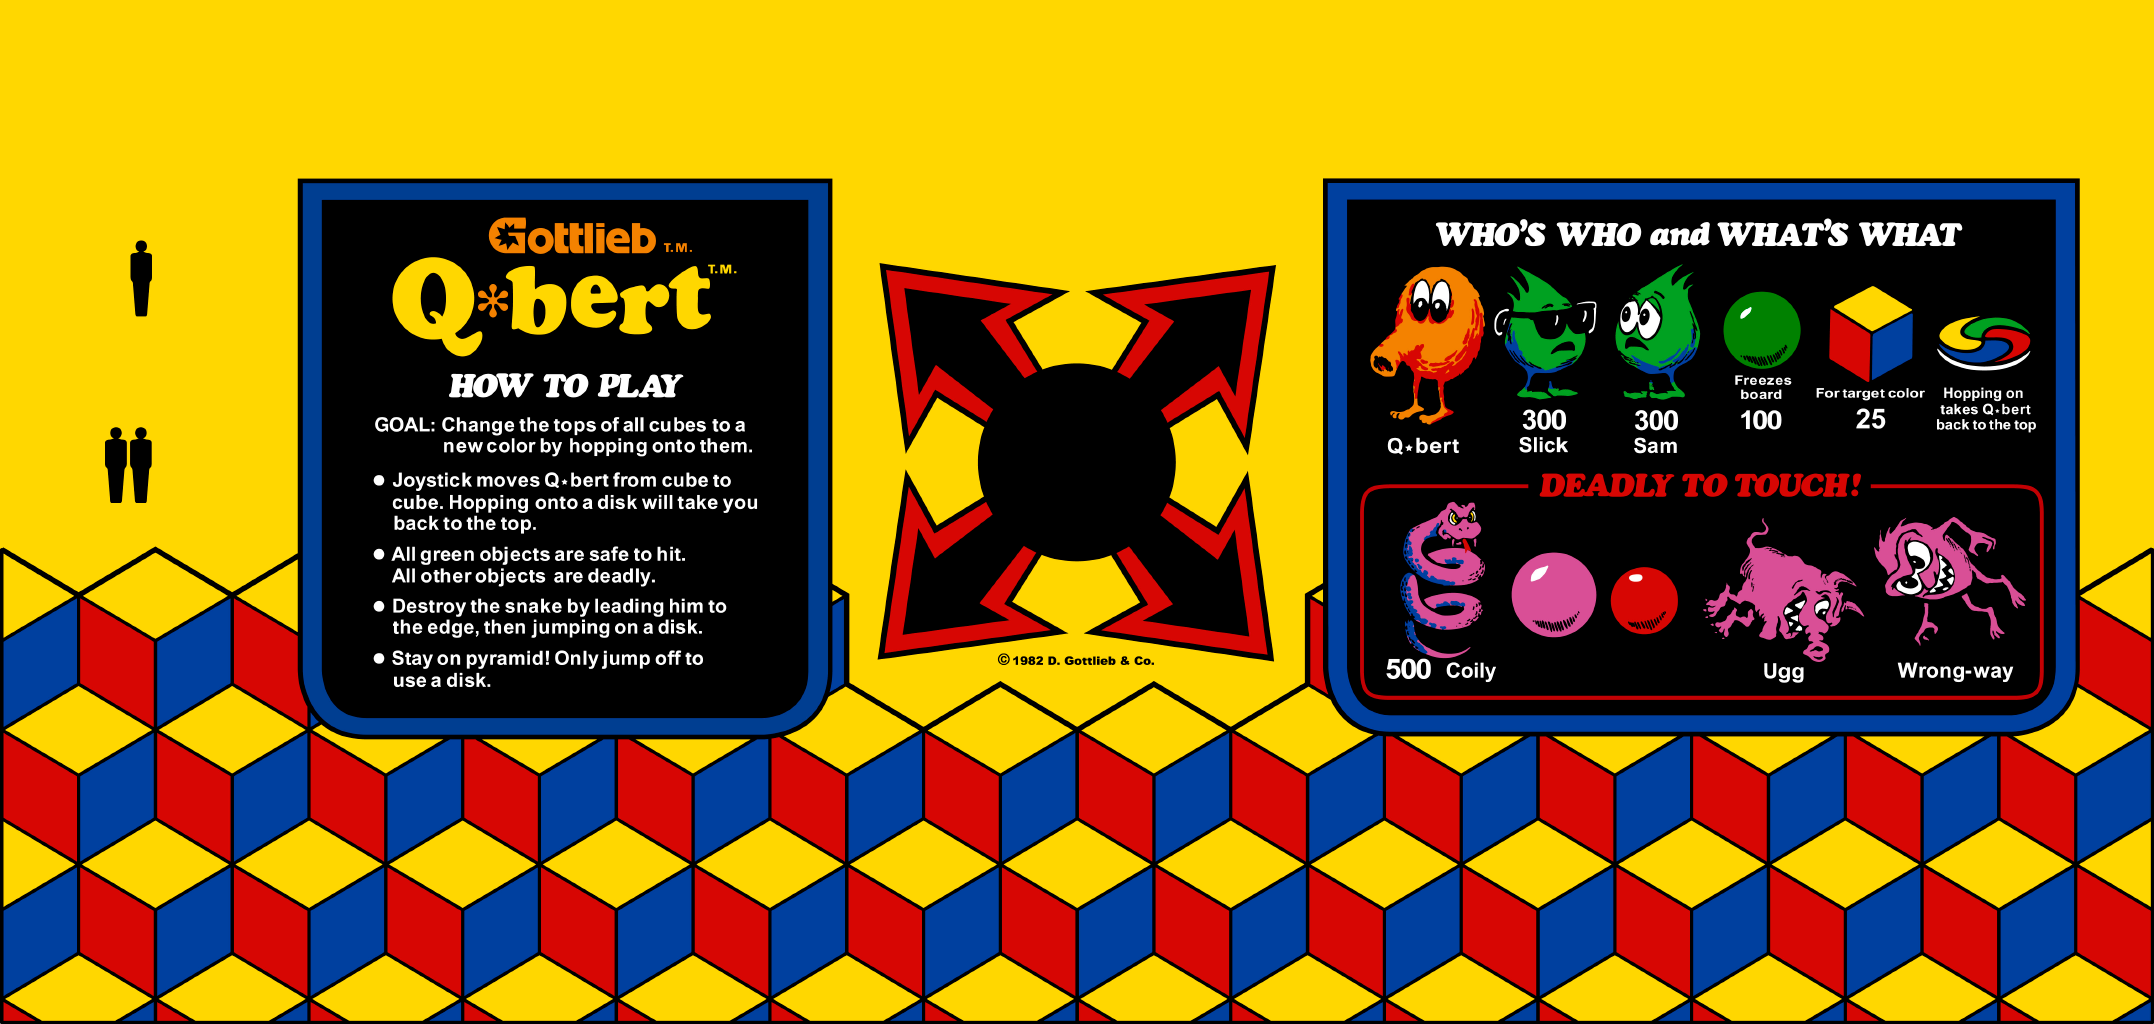 Gottlieb T.M.
Q*bert T.M.
HOW TO PLAY
GOAL: Change the tops of all cubes to a
new color by hopping onto them.
● Joystick moves Q★bert from cube to
cube. Hopping onto a disk will take you
back to the top.
● All green objects are safe to hit.
All other objects are deadly.
● Destroy the snake by leading him to
the edge, then jumping on a disk.
● Stay on pyramid! Only jump off to
use a disk.
© 1982 D. Gottlieb & Co.
WHO'S WHO and WHAT'S WHAT
Q★bert
300
Slick
300
Sam
Freezes
board
100
For target color
25
Hopping on
takes Q★bert
back to the top
DEADLY TO TOUCH!
500 Coily
Ugg
Wrong-way